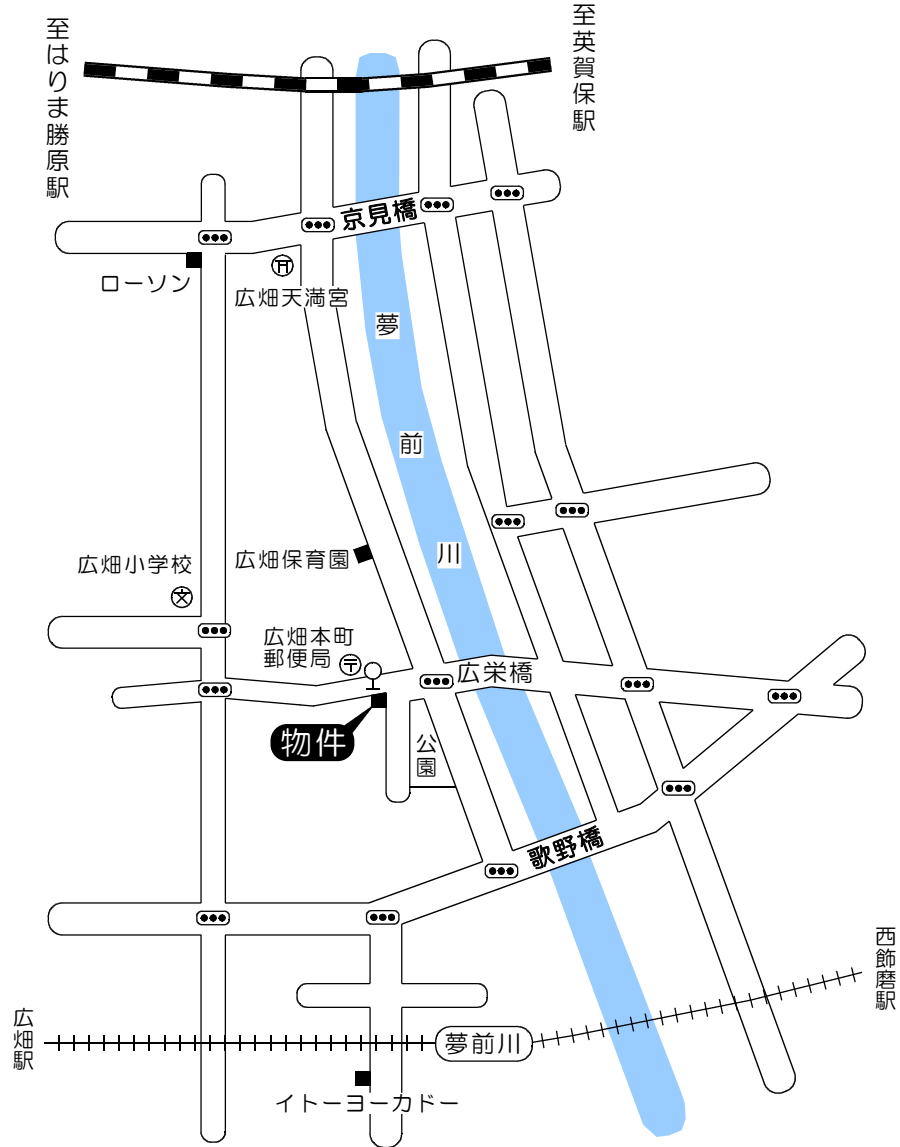 至はりま勝原駅
至英賀保駅
京見橋
ローソン
広畑天満宮
夢前川
広畑保育園
広畑小学校
文
広畑本町
郵便局
〒
広栄橋
物件
公園
歌野橋
西飾磨駅
広畑駅
夢前川
イトーヨーカドー